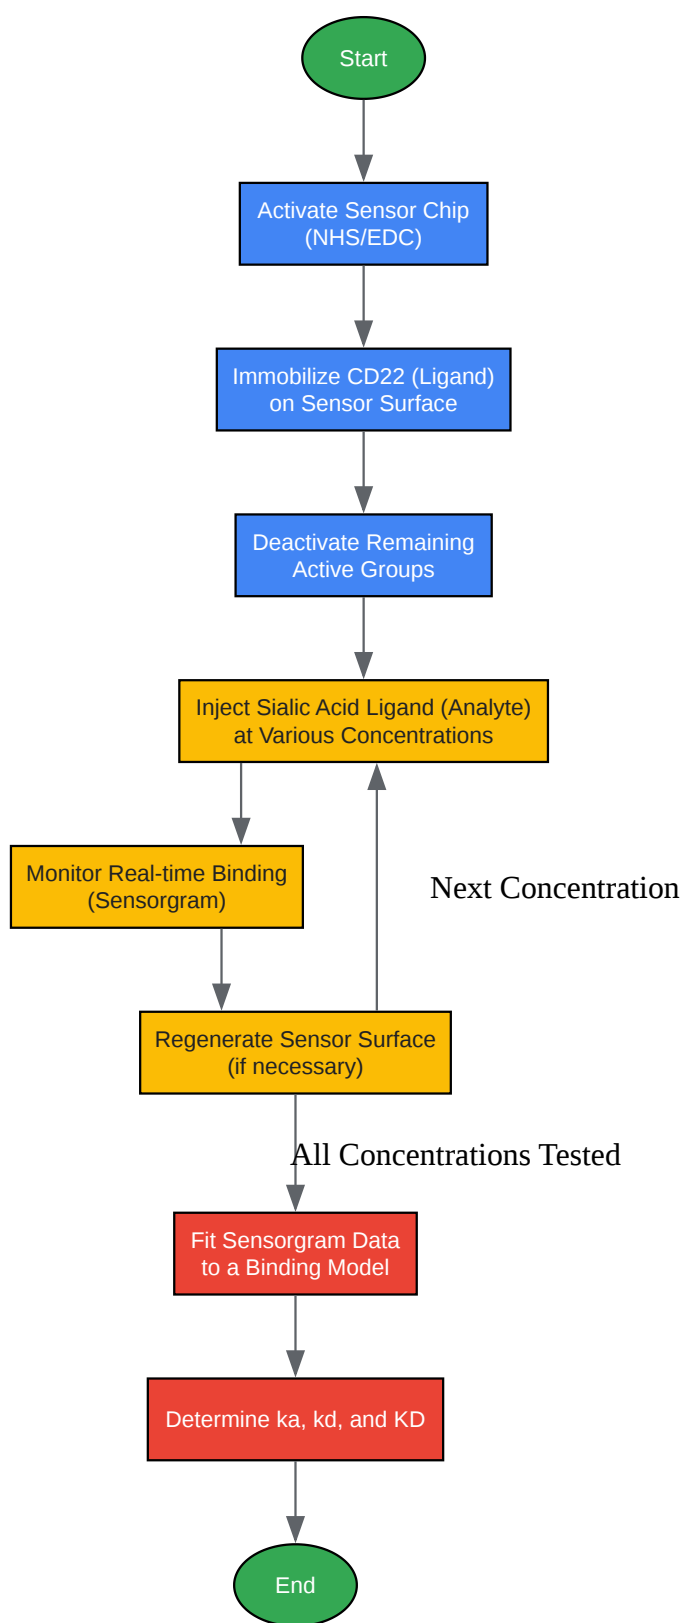 Start
Activate Sensor Chip
(NHS/EDC)
Immobilize CD22 (Ligand)
on Sensor Surface
Deactivate Remaining
Active Groups
Inject Sialic Acid Ligand (Analyte)
at Various Concentrations
Monitor Real-time Binding
(Sensorgram)
Next Concentration
Regenerate Sensor Surface
(if necessary)
All Concentrations Tested
Fit Sensorgram Data
to a Binding Model
Determine ka, kd, and KD
End